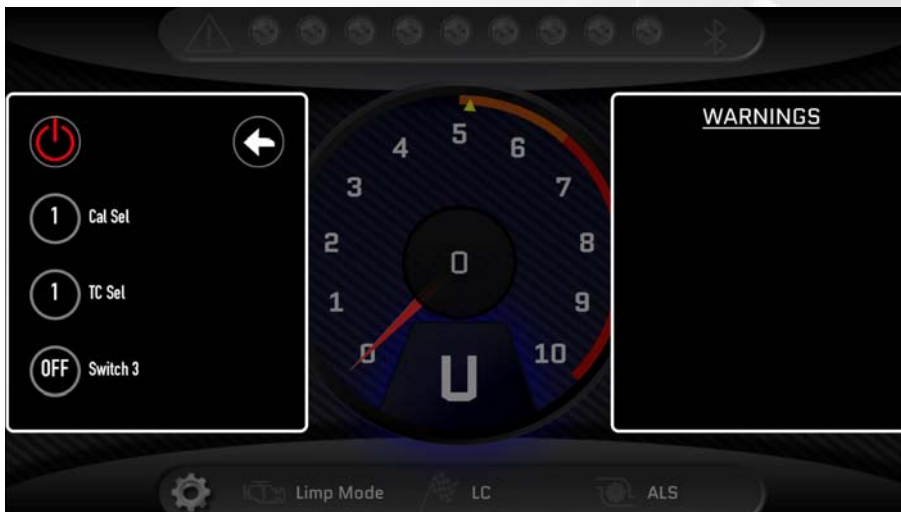 WARNINGS
1 Cal Sel
1 TC Sel
OFF Switch 3
0
1
2
3
4
5
6
7
8
9
10
0
U
Limp Mode
LC
ALS